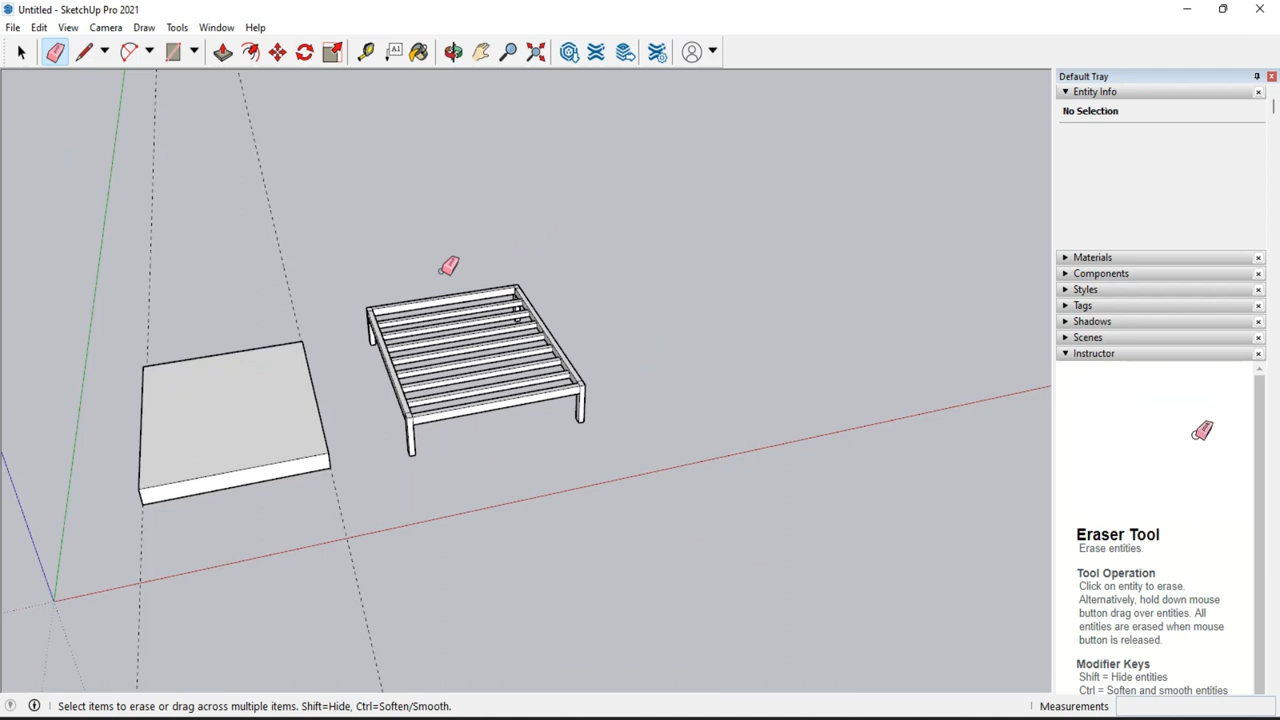 Untitled - SketchUp Pro 2021
File Edit View Camera Draw Tools Window Help
A1
Default Tray
Entity Info
No Selection
Materials
Components
Styles
Tags
Shadows
Scenes
Instructor
Eraser Tool
Erase entities.
Tool Operation
Click on entity to erase.
Alternatively, hold down mouse
button drag over entities. All
entities are erased when mouse
button is released.
Modifier Keys
Shift = Hide entities
Ctrl = Soften and smooth entities
Select items to erase or drag across multiple items. Shift=Hide, Ctrl=Soften/Smooth.
Measurements